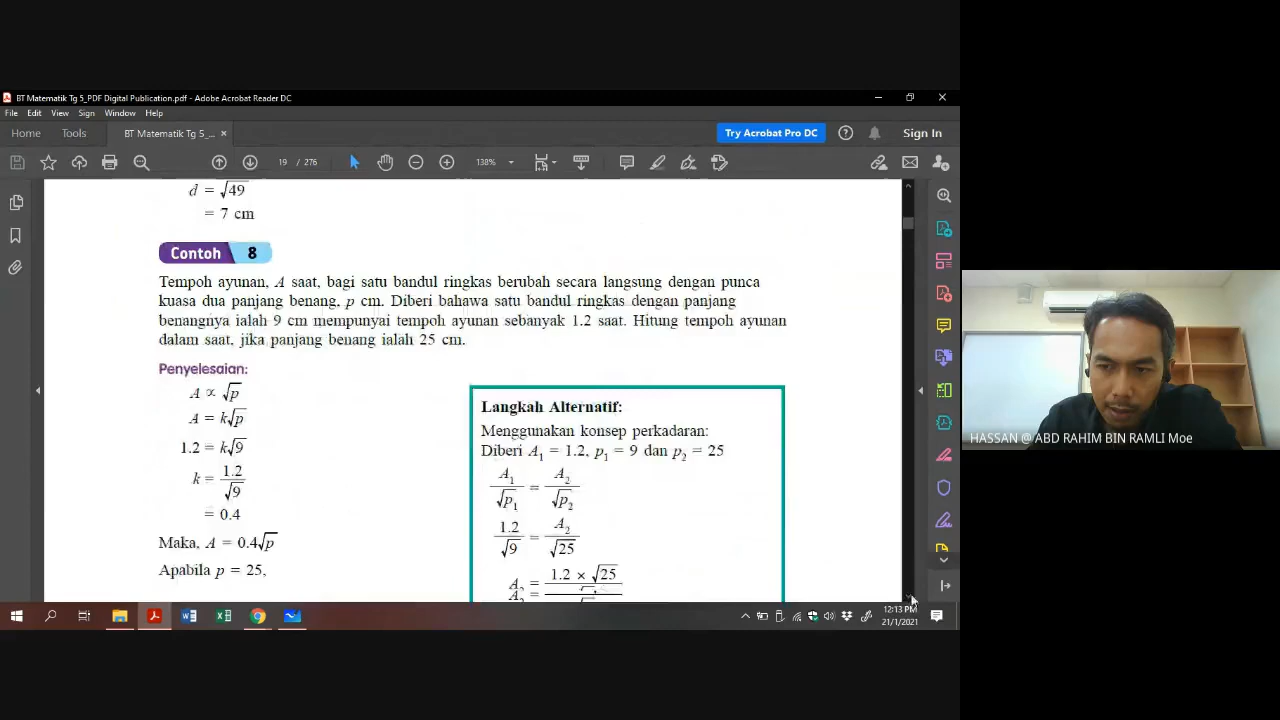 BT Matematik Tg 5_PDF Digital Publication.pdf - Adobe Acrobat Reader DC
File Edit View Sign Window Help
Home Tools BT Matematik Tg 5_... × Try Acrobat Pro DC Sign In
19 / 276 138%
d = √49
= 7 cm
Contoh 8
Tempoh ayunan, A saat, bagi satu bandul ringkas berubah secara langsung dengan punca
kuasa dua panjang benang, p cm. Diberi bahawa satu bandul ringkas dengan panjang
benangnya ialah 9 cm mempunyai tempoh ayunan sebanyak 1.2 saat. Hitung tempoh ayunan
dalam saat, jika panjang benang ialah 25 cm.
Penyelesaian:
A ∝ √p
A = k√p
1.2 = k√9
k = 1.2/√9
= 0.4
Maka, A = 0.4√p
Apabila p = 25,
Langkah Alternatif:
Menggunakan konsep perkadaran:
Diberi A₁ = 1.2, p₁ = 9 dan p₂ = 25
A₁/√p₁ = A₂/√p₂
1.2/√9 = A₂/√25
A₂ = 1.2 × √25
A₂ =
HASSAN @ ABD RAHIM BIN RAMLI Moe
12:13 PM
21/1/2021